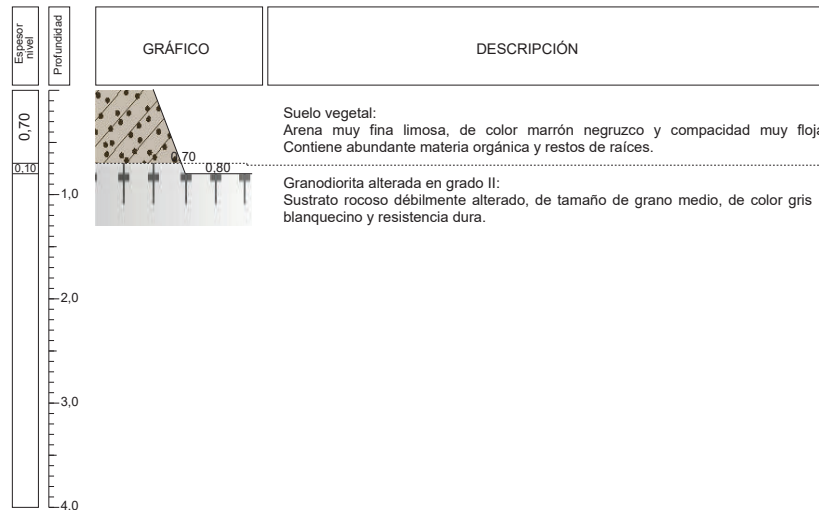 Espesor
nivel
Profundidad
GRÁFICO
DESCRIPCIÓN
0,70
0,70
0,10
0,80
Suelo vegetal:
Arena muy fina limosa, de color marrón negruzco y compacidad muy floja
Contiene abundante materia orgánica y restos de raíces.
Granodiorita alterada en grado II:
Sustrato rocoso débilmente alterado, de tamaño de grano medio, de color gris
blanquecino y resistencia dura.
1,0
2,0
3,0
4,0